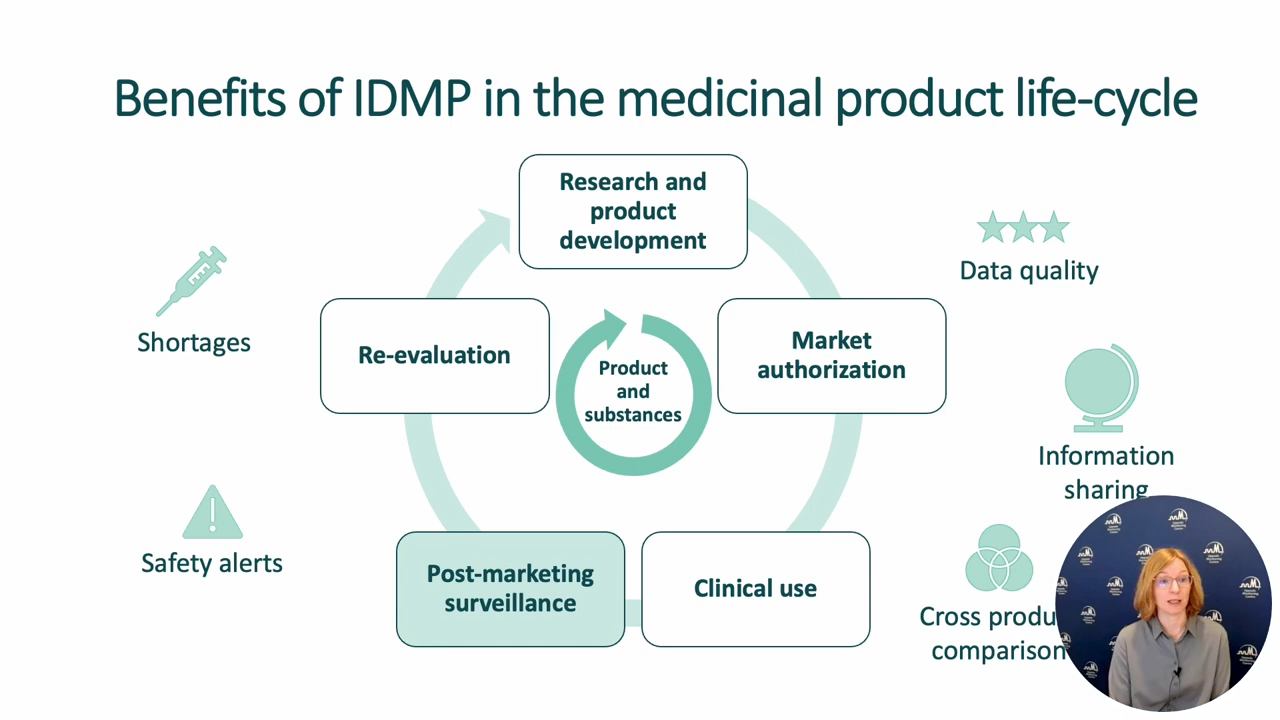 Benefits of IDMP in the medicinal product life-cycle
Research and
product
development
Data quality
Shortages
Re-evaluation
Product
and
substances
Market
authorization
Information
sharing
Safety alerts
Post-marketing
surveillance
Clinical use
Cross
comparison